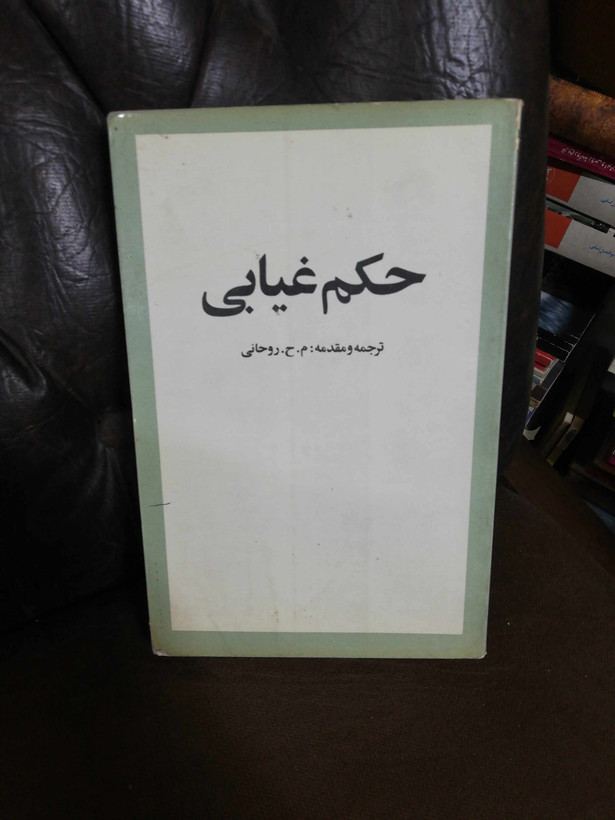 حکم غیابی
ترجمه و مقدمه: م. ح. روحانی